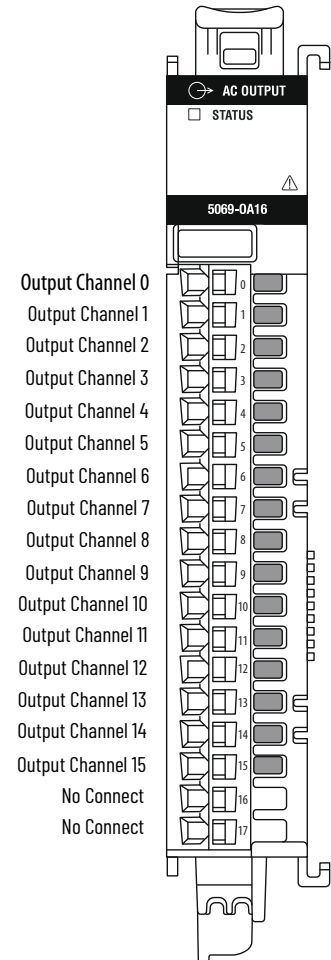 AC OUTPUT
STATUS
5069-OA16
Output Channel 0 0
Output Channel 1 1
Output Channel 2 2
Output Channel 3 3
Output Channel 4 4
Output Channel 5 5
Output Channel 6 6
Output Channel 7 7
Output Channel 8 8
Output Channel 9 9
Output Channel 10 10
Output Channel 11 11
Output Channel 12 12
Output Channel 13 13
Output Channel 14 14
Output Channel 15 15
No Connect 16
No Connect 17